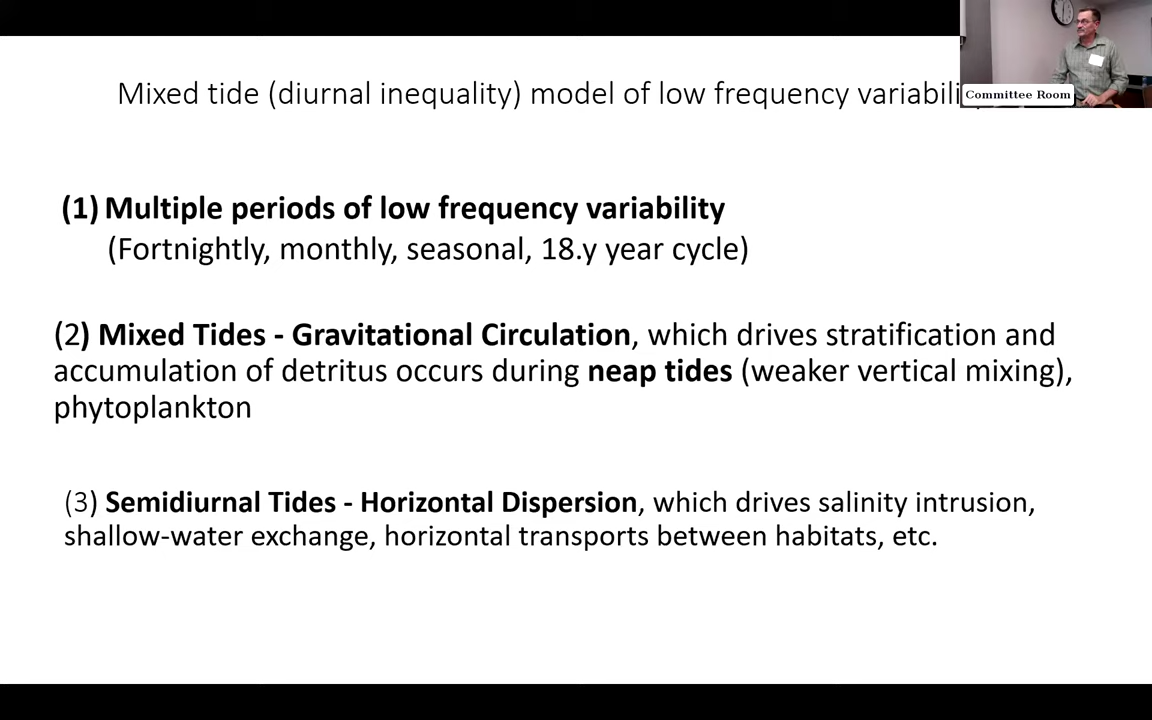 Mixed tide (diurnal inequality) model of low frequency
Committee Room
(1) Multiple periods of low frequency variability
(Fortnightly, monthly, seasonal, 18.y year cycle)
(2) Mixed Tides - Gravitational Circulation, which drives stratification and
accumulation of detritus occurs during neap tides (weaker vertical mixing),
phytoplankton
(3) Semidiurnal Tides - Horizontal Dispersion, which drives salinity intrusion,
shallow-water exchange, horizontal transports between habitats, etc.